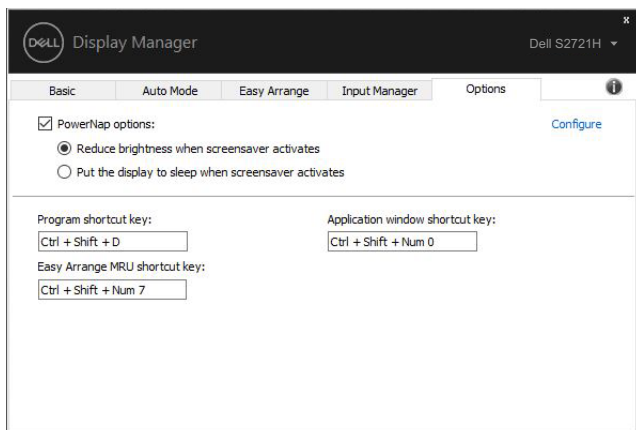 x
DELL Display Manager Dell S2721H
Basic Auto Mode Easy Arrange Input Manager Options i
PowerNap options: Configure
Reduce brightness when screensaver activates
Put the display to sleep when screensaver activates
Program shortcut key: Application window shortcut key:
Ctrl + Shift + D Ctrl + Shift + Num 0
Easy Arrange MRU shortcut key:
Ctrl + Shift + Num 7